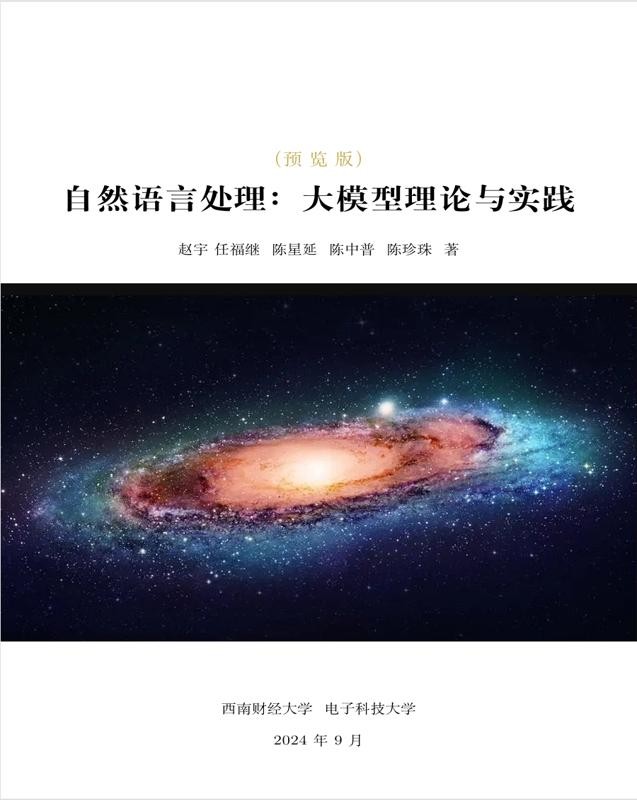 （预 览 版）
自然语言处理：大模型理论与实践
赵宇 任福继 陈星延 陈中普 陈珍珠 著
西南财经大学 电子科技大学
2024 年 9 月